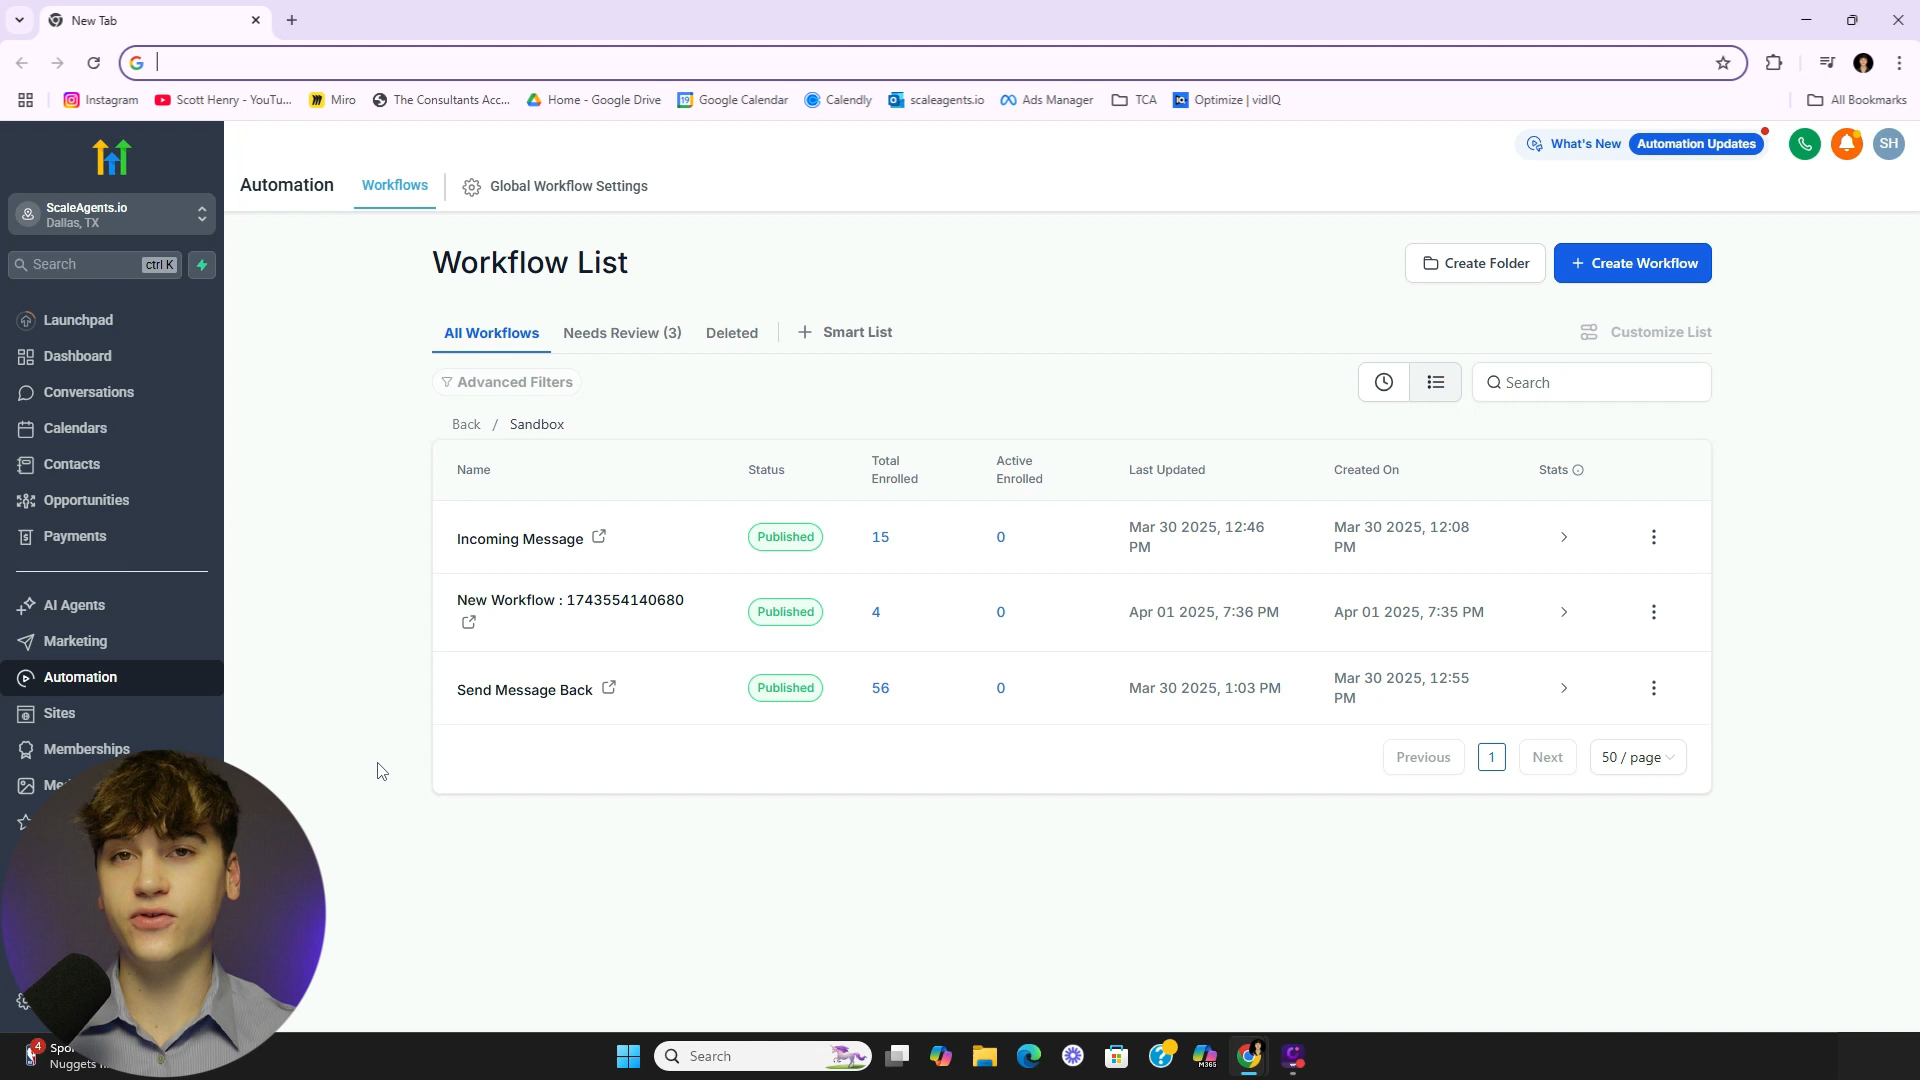 New Tab
Instagram
Scott Henry - YouTu...
Miro
The Consultants Acc...
Home - Google Drive
Google Calendar
Calendly
scaleagents.io
Ads Manager
TCA
Optimize | vidIQ
All Bookmarks
What's New
Automation Updates
SH
Automation
Workflows
Global Workflow Settings
ScaleAgents.io
Dallas, TX
Search
ctrl K
Launchpad
Dashboard
Conversations
Calendars
Contacts
Opportunities
Payments
AI Agents
Marketing
Automation
Sites
Memberships
Workflow List
Create Folder
+ Create Workflow
All Workflows
Needs Review (3)
Deleted
+ Smart List
Customize List
Advanced Filters
Search
Back / Sandbox
Name
Status
Total Enrolled
Active Enrolled
Last Updated
Created On
Stats
Incoming Message
Published
15
0
Mar 30 2025, 12:46 PM
Mar 30 2025, 12:08 PM
New Workflow : 1743554140680
Published
4
0
Apr 01 2025, 7:36 PM
Apr 01 2025, 7:35 PM
Send Message Back
Published
56
0
Mar 30 2025, 1:03 PM
Mar 30 2025, 12:55 PM
Previous
1
Next
50 / page
4
Nuggets
Search
M365